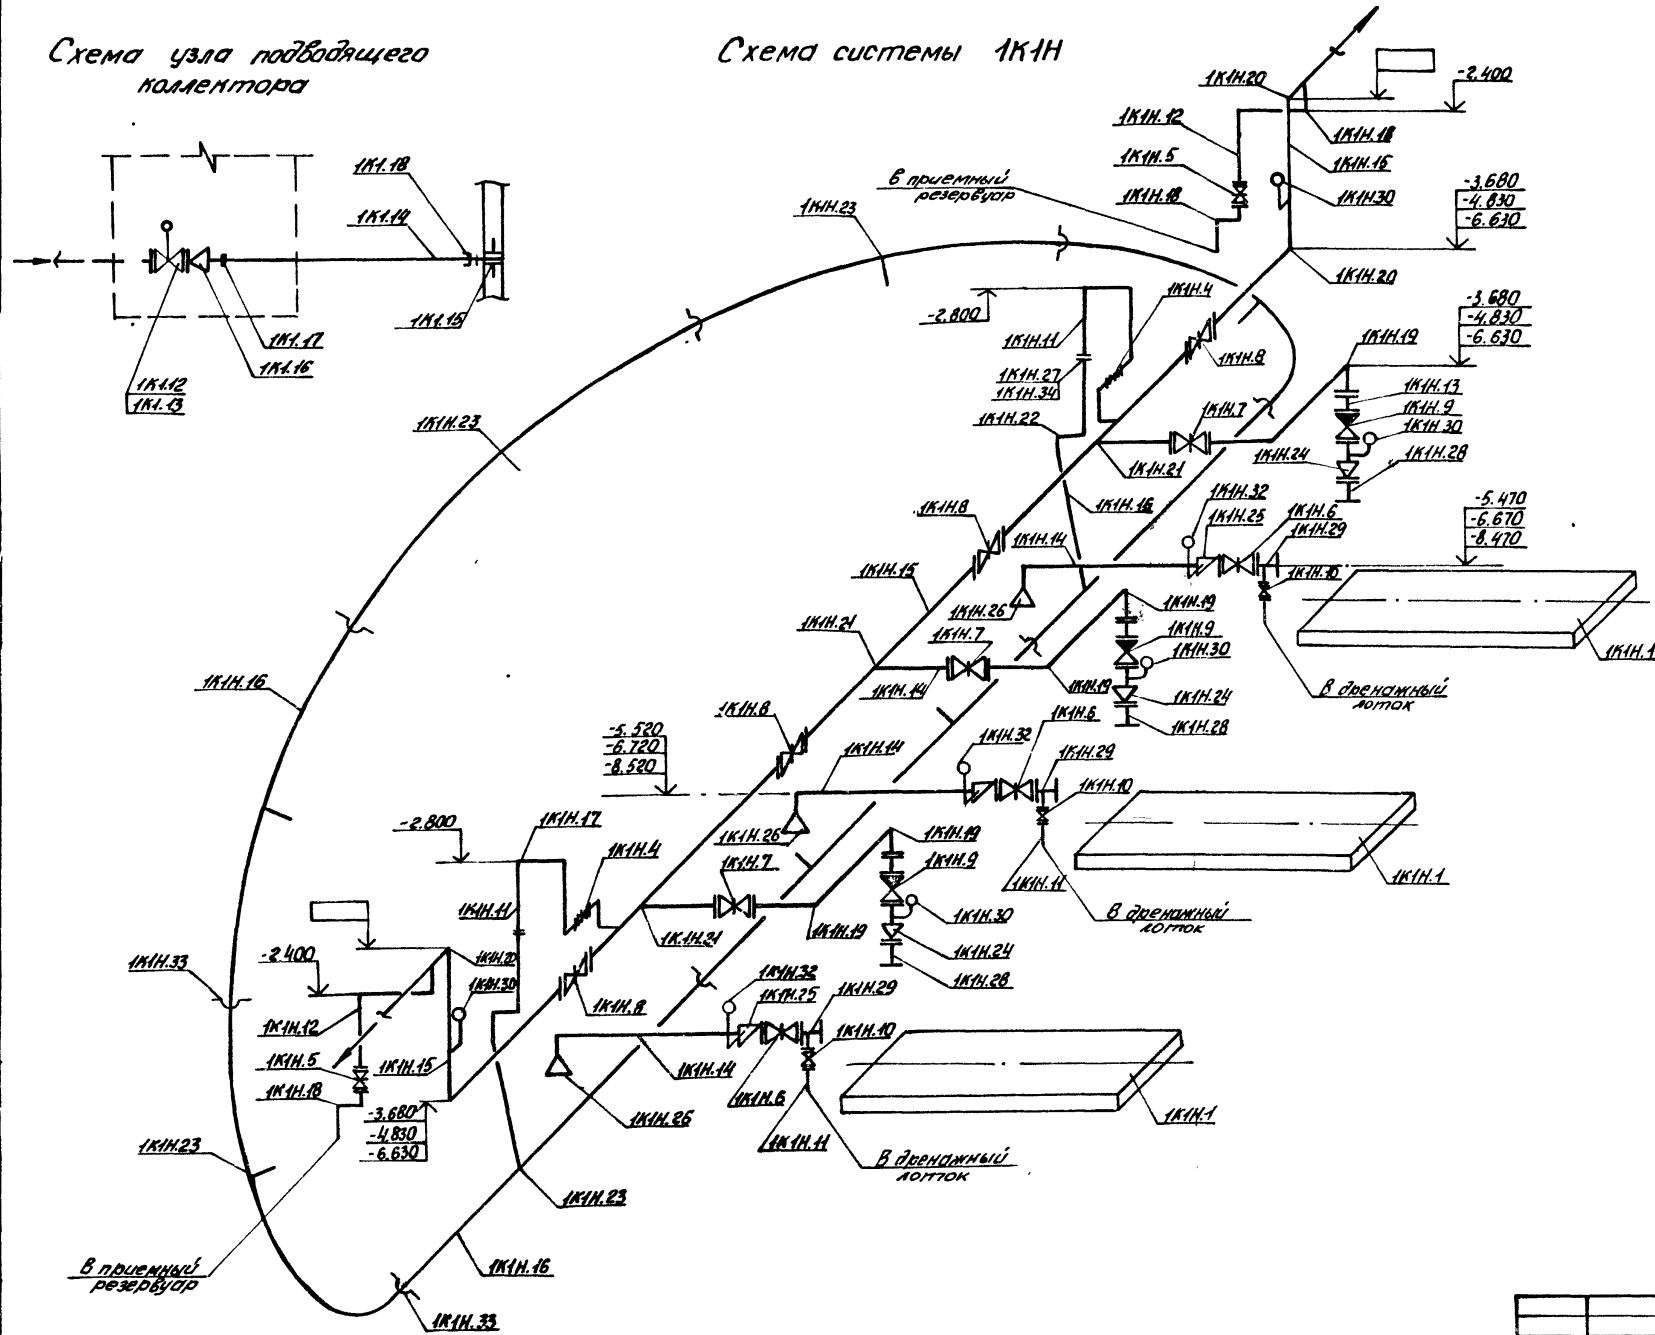 Схема узла подводящего
коллектора
Схема системы 1К1Н
1К1.18
1К1.14
1К1.15
1К1.17
1К1.16
1К1.12
1К1.13
1К1Н.20
-2.400
1К1Н.12
1К1Н.18
1К1Н.5
1К1Н.15
в приемный
резервуар
1К1Н.18
1К1Н.30
-3.680
-4.830
-6.630
1К1Н.23
1К1Н.20
1К1Н.4
-2.800
-3.680
-4.830
-6.630
1К1Н.11
1К1Н.8
1К1Н.19
1К1Н.27
1К1Н.34
1К1Н.13
1К1Н.23
1К1Н.22
1К1Н.7
1К1Н.9
1К1Н.30
1К1Н.21
1К1Н.24
1К1Н.28
1К1Н.8
1К1Н.16
1К1Н.32
1К1Н.25
1К1Н.6
1К1Н.29
-5.470
-6.670
-8.470
1К1Н.14
1К1Н.15
1К1Н.10
1К1Н.26
1К1Н.19
1К1Н.21
1К1Н.7
1К1Н.9
1К1Н.30
1К1Н.1
1К1Н.16
1К1Н.14
1К1Н.19
1К1Н.24
В дренажный
лоток
1К1Н.8
1К1Н.28
1К1Н.6
-5.520
-6.720
-8.520
1К1Н.14
1К1Н.32
1К1Н.29
1К1Н.10
-2.800
1К1Н.17
1К1Н.26
1К1Н.19
1К1Н.4
1К1Н.7
1К1Н.9
1К1Н.11
1К1Н.1
1К1Н.11
1К1Н.30
В дренажный
лоток
1К1Н.21
1К1Н.19
1К1Н.24
1К1Н.28
1К1Н.33
-2.400
1К1Н.20
1К1Н.30
1К1Н.32
1К1Н.25
1К1Н.29
1К1Н.8
1К1Н.12
1К1Н.10
1К1Н.5
1К1Н.15
1К1Н.14
1К1Н.18
1К1Н.6
-3.680
-4.830
-6.630
1К1Н.26
1К1Н.1
1К1Н.23
1К1Н.11
В дренажный
лоток
1К1Н.23
В приемный
резервуар
1К1Н.16
1К1Н.33